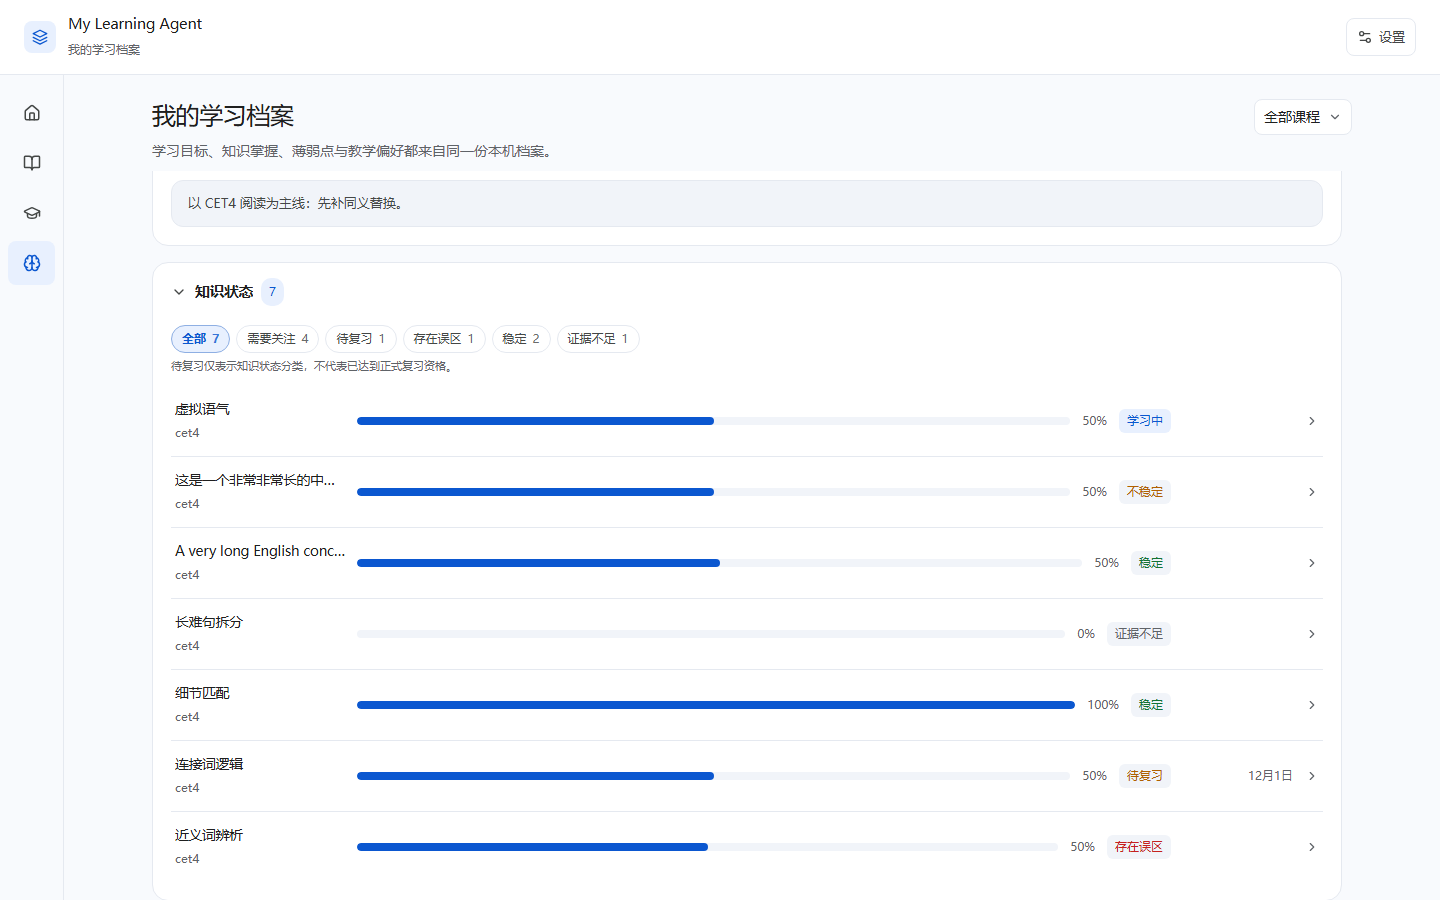 My Learning Agent
我的学习档案
设置
我的学习档案
全部课程
学习目标、知识掌握、薄弱点与教学偏好都来自同一份本机档案。
以 CET4 阅读为主线：先补同义替换。
知识状态 7
全部 7 需要关注 4 待复习 1 存在误区 1 稳定 2 证据不足 1
待复习仅表示知识状态分类，不代表已达到正式复习资格。
虚拟语气
cet4
50% 学习中
这是一个非常非常长的中...
cet4
50% 不稳定
A very long English conc...
cet4
50% 稳定
长难句拆分
cet4
0% 证据不足
细节匹配
cet4
100% 稳定
连接词逻辑
cet4
50% 待复习 12月1日
近义词辨析
cet4
50% 存在误区